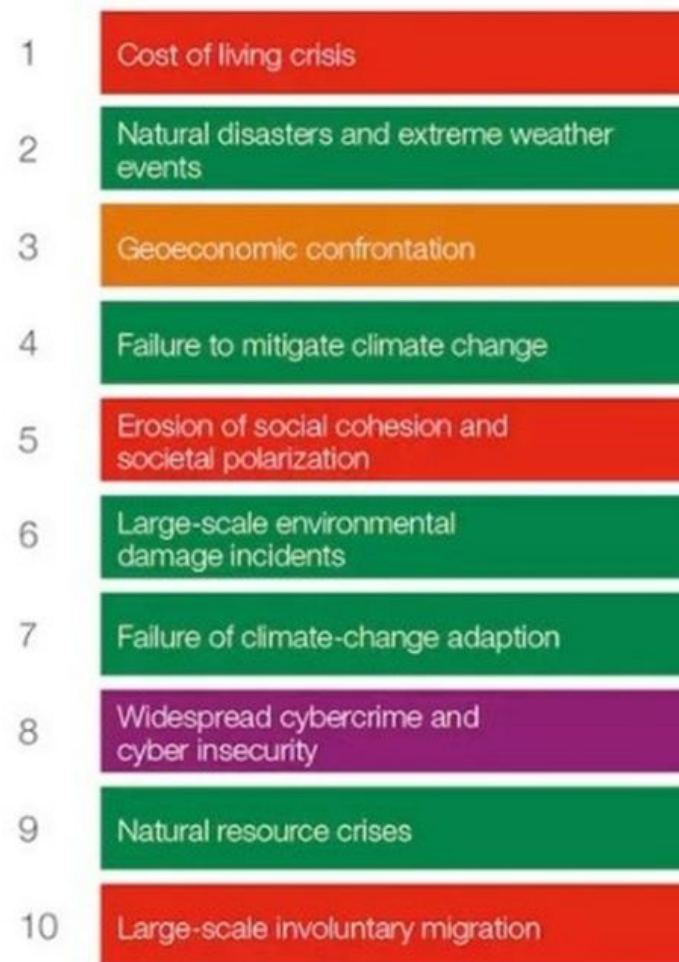 1
Cost of living crisis
2
Natural disasters and extreme weather
events
3
Geoeconomic confrontation
4
Failure to mitigate climate change
5
Erosion of social cohesion and
societal polarization
6
Large-scale environmental
damage incidents
7
Failure of climate-change adaption
8
Widespread cybercrime and
cyber insecurity
9
Natural resource crises
10
Large-scale involuntary migration